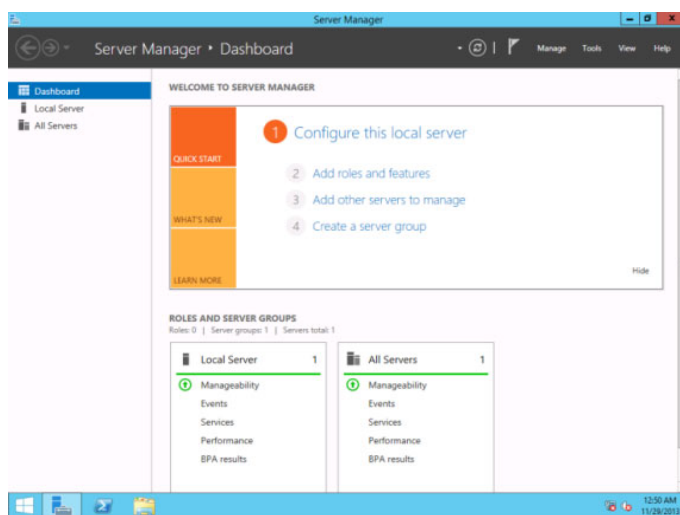 Server Manager
Server Manager • Dashboard
Manage Tools View Help
Dashboard
Local Server
All Servers
WELCOME TO SERVER MANAGER
QUICK START
WHAT'S NEW
LEARN MORE
1 Configure this local server
2 Add roles and features
3 Add other servers to manage
4 Create a server group
Hide
ROLES AND SERVER GROUPS
Roles: 0 | Server groups: 1 | Servers total: 1
Local Server 1
Manageability
Events
Services
Performance
BPA results
All Servers 1
Manageability
Events
Services
Performance
BPA results
12:50 AM
11/29/2013